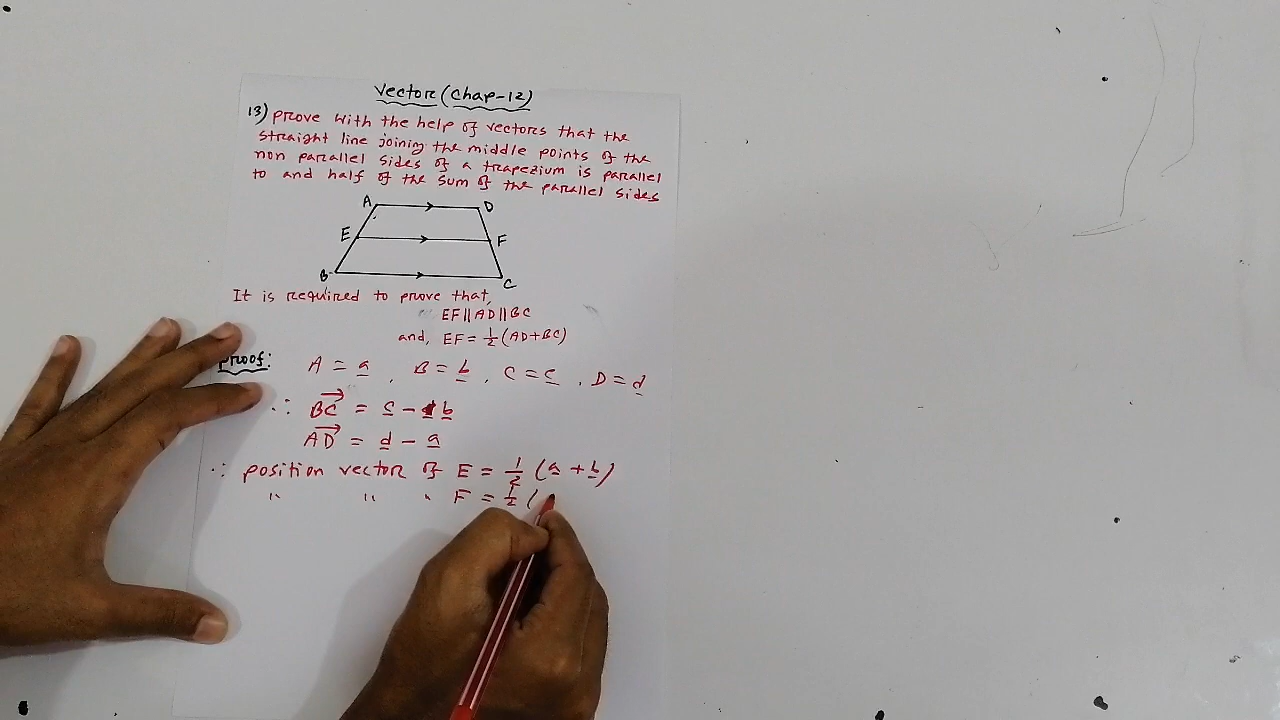 Vector (Chap-12)
13) prove with the help of vectors that the
straight line joining the middle points of the
non parallel sides of a trapezium is parallel
to and half of the sum of the parallel sides
A D
E F
B C
It is required to prove that,
EF||AD||BC
and, EF = 1/2 (AD+BC)
proof: A = a, B = b, C = c, D = d
∴ BC = c - b
AD = d - a
∴ position vector of E = 1/2 (a + b)
" " " F = 1/2 (